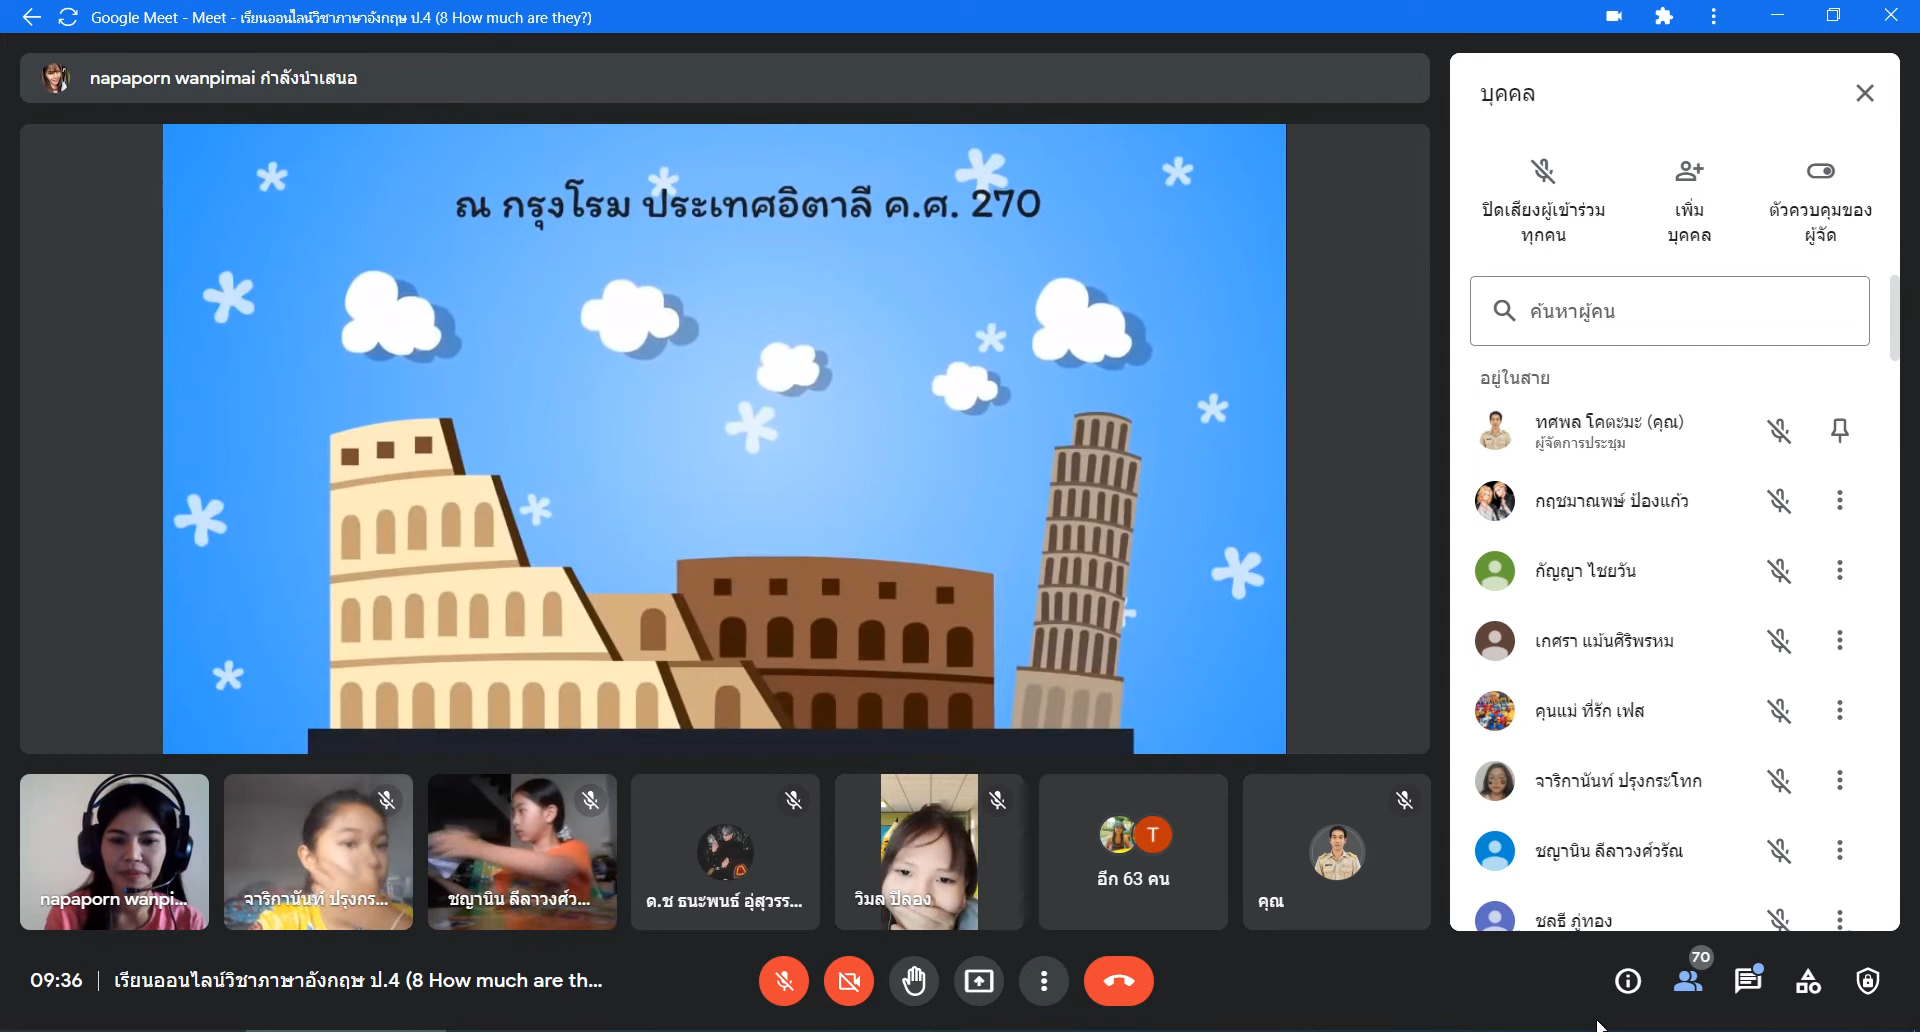 Google Meet - Meet - เรียนออนไลน์วิชาภาษาอังกฤษ ป.4 (8 How much are they?)
napaporn wanpimai กำลังนำเสนอ
ณ กรุงโรม ประเทศอิตาลี ค.ศ. 270
napaporn wanpi...
จาริกานันท์ ปรุงกร...
ชญานิน ลีลาวงศ์ว...
ด.ช ธนะพนธ์ อุ่สุวรร...
วิมล ปีลอง
T
อีก 63 คน
คุณ
บุคคล
ปิดเสียงผู้เข้าร่วม
ทุกคน
เพิ่ม
บุคคล
ตัวควบคุมของ
ผู้จัด
ค้นหาผู้คน
อยู่ในสาย
ทศพล โคตะมะ (คุณ)
ผู้จัดการประชุม
กฤชมาณพษ์ ป้องแก้ว
กัญญา ไชยวัน
เกศรา แม้นศิริพรหม
คุนแม่ ที่รัก เฟส
จาริกานันท์ ปรุงกระโทก
ชญานิน ลีลาวงศ์วรัณ
ชลธี ภู่ทอง
09:36 | เรียนออนไลน์วิชาภาษาอังกฤษ ป.4 (8 How much are th...
70